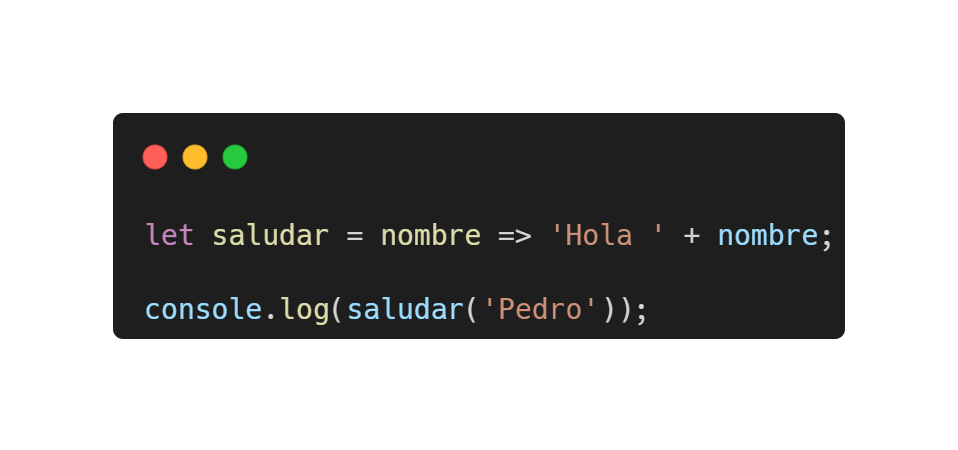 let saludar = nombre => 'Hola ' + nombre;
console.log(saludar('Pedro'));